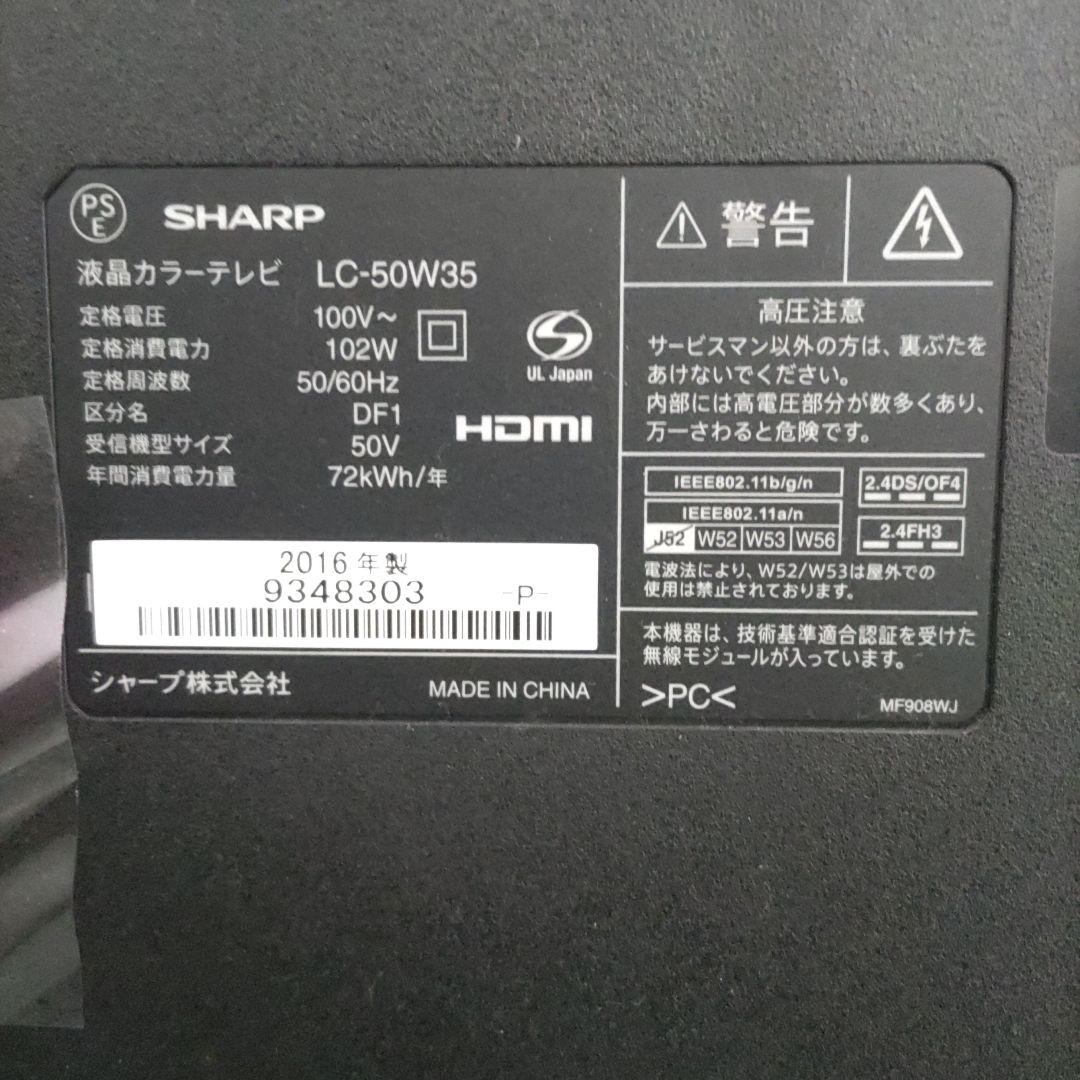 PS
E
SHARP
液晶カラーテレビ LC-50W35
定格電圧 100V～
定格消費電力 102W
定格周波数 50/60Hz
区分名 DF1
受信機型サイズ 50V
年間消費電力量 72kWh/年
UL Japan
HDMI
2016 年製
9348303 -P-
シャープ株式会社 MADE IN CHINA
警告
高圧注意
サービスマン以外の方は、裏ぶたを
あけないでください。
内部には高電圧部分が数多くあり、
万一さわると危険です。
IEEE802.11b/g/n
IEEE802.11a/n
J52 W52 W53 W56
2.4DS/OF4
2.4FH3
電波法により、W52/W53は屋外での
使用は禁止されております。
本機器は、技術基準適合認証を受けた
無線モジュールが入っています。
>PC<
MF908WJ